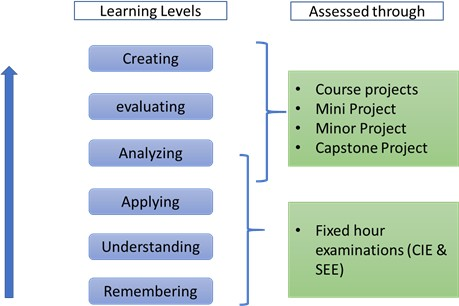 Learning Levels
Assessed through
Creating
evaluating
Analyzing
Applying
Understanding
Remembering
• Course projects
• Mini Project
• Minor Project
• Capstone Project
• Fixed hour
examinations (CIE &
SEE)